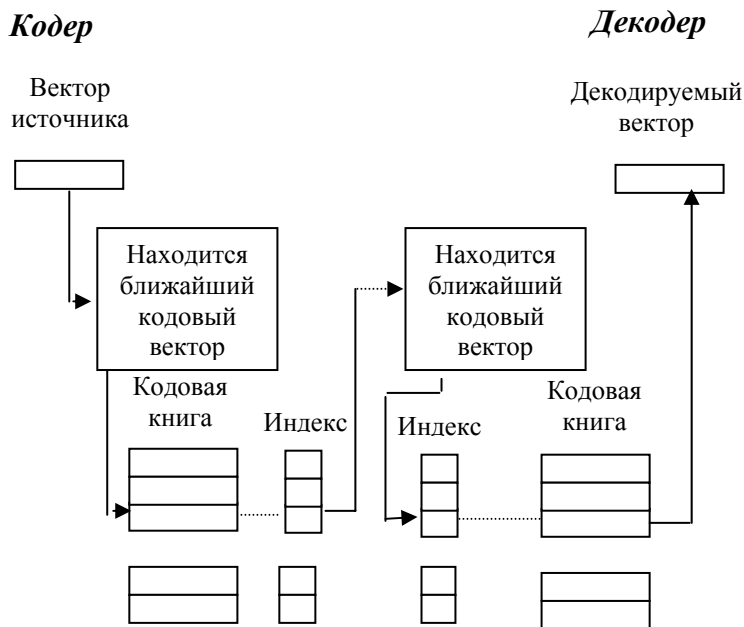 Кодер
Декодер
Вектор
источника
Декодируемый
вектор
Находится
ближайший
кодовый
вектор
Находится
ближайший
кодовый
вектор
Кодовая
книга
Индекс
Индекс
Кодовая
книга